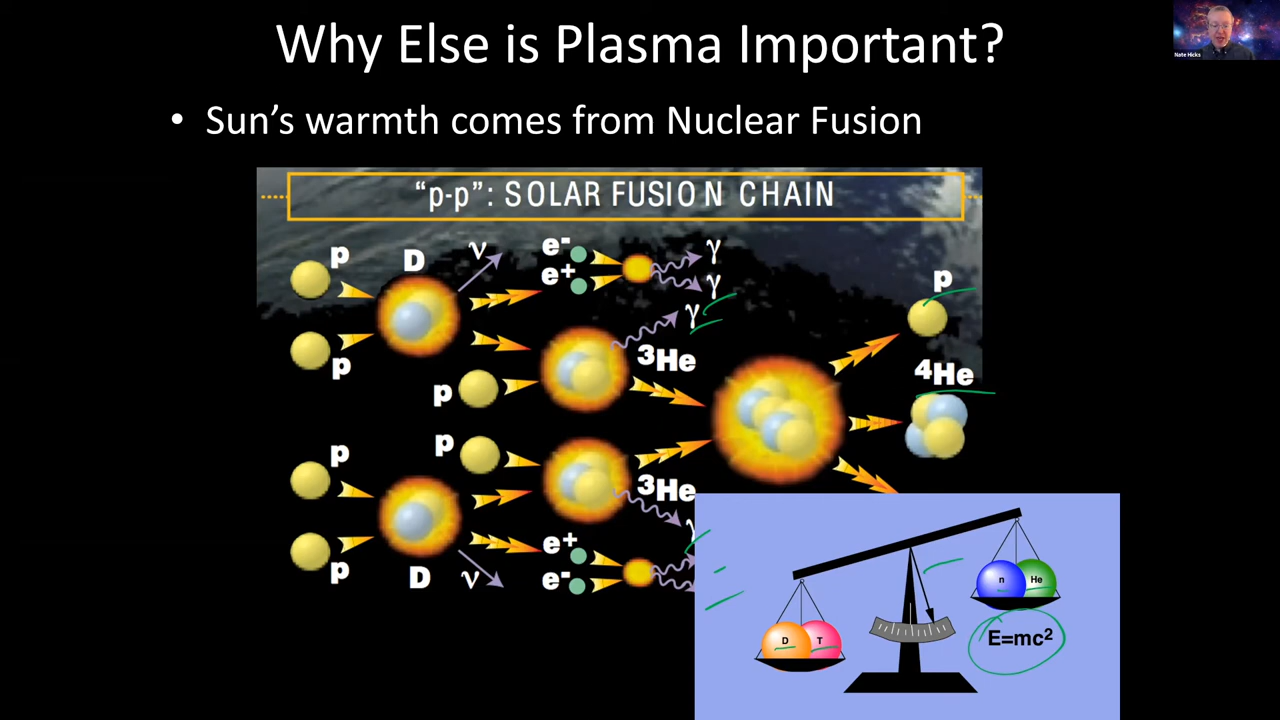 Why Else is Plasma Important?
Nate Hicks
• Sun's warmth comes from Nuclear Fusion
“p-p”: SOLAR FUSION CHAIN
p
D
ν
e-
e+
γ
γ
γ
p
p
p
³He
⁴He
p
p
³He
γ
p
D
ν
e+
e-
D
T
n
He
E=mc²